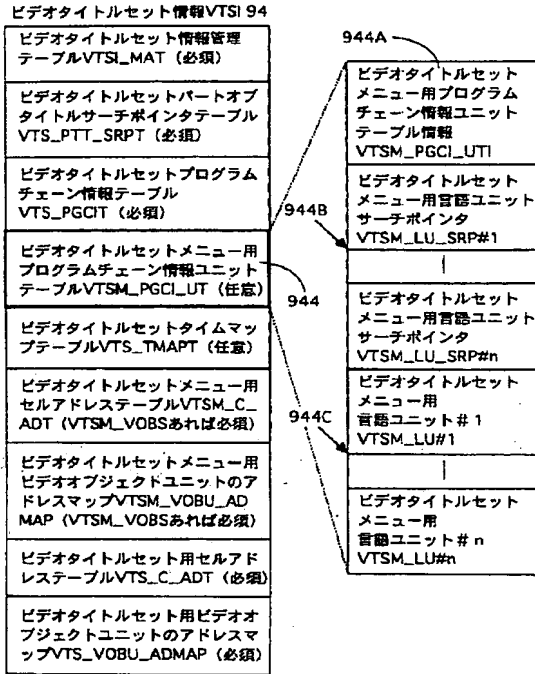 ビデオタイトルセット情報VTSI 94
ビデオタイトルセット情報管理
テーブルVTSI_MAT(必須)
ビデオタイトルセットパートオブ
タイトルサーチポインタテーブル
VTS_PTT_SRPT(必須)
ビデオタイトルセットプログラム
チェーン情報テーブル
VTS_PGCIT(必須)
ビデオタイトルセットメニュー用
プログラムチェーン情報ユニット
テーブルVTSM_PGCI_UT(任意)
ビデオタイトルセットタイムマッ
プテーブルVTS_TMAPT(任意)
ビデオタイトルセットメニュー用
セルアドレステーブルVTSM_C_
ADT(VTSM_VOBSあれば必須)
ビデオタイトルセットメニュー用
ビデオオブジェクトユニットのア
ドレスマップVTSM_VOBU_AD
MAP(VTSM_VOBSあれば必須)
ビデオタイトルセット用セルアド
レステーブルVTS_C_ADT(必須)
ビデオタイトルセット用ビデオオ
ブジェクトユニットのアドレスマ
ップVTS_VOBU_ADMAP(必須)
944
944A
ビデオタイトルセット
メニュー用プログラム
チェーン情報ユニット
テーブル情報
VTSM_PGCI_UTI
944B
ビデオタイトルセット
メニュー用言語ユニット
サーチポインタ
VTSM_LU_SRP#1
ビデオタイトルセット
メニュー用言語ユニット
サーチポインタ
VTSM_LU_SRP#n
944C
ビデオタイトルセット
メニュー用
言語ユニット#1
VTSM_LU#1
ビデオタイトルセット
メニュー用
言語ユニット#n
VTSM_LU#n